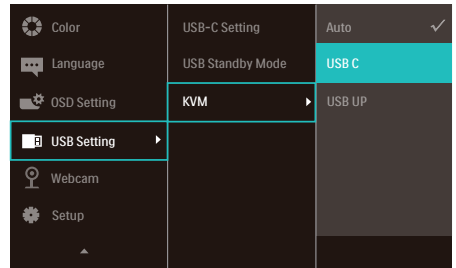 Color
Language
OSD Setting
USB Setting
Webcam
Setup
USB-C Setting
USB Standby Mode
KVM
Auto
USB C
USB UP